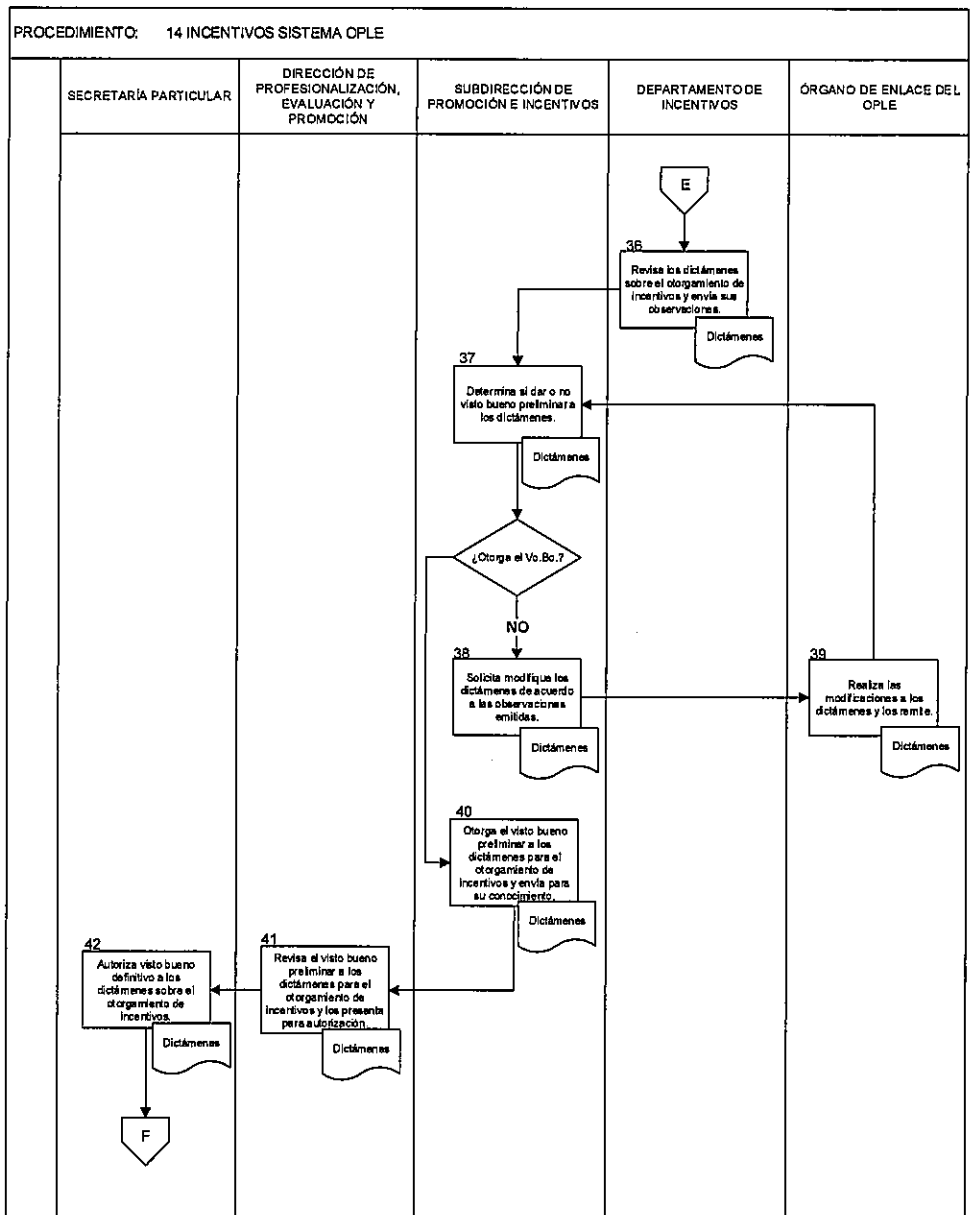 PROCEDIMIENTO: 14 INCENTIVOS SISTEMA OPLE
SECRETARÍA PARTICULAR
DIRECCIÓN DE
PROFESIONALIZACIÓN,
EVALUACIÓN Y
PROMOCIÓN
SUBDIRECCIÓN DE
PROMOCIÓN E INCENTIVOS
DEPARTAMENTO DE
INCENTIVOS
ÓRGANO DE ENLACE DEL
OPLE
E
36
Revisa los dictámenes
sobre el otorgamiento de
incentivos y envía sus
observaciones.
Dictámenes
37
Determina si dar o no
visto bueno preliminar a
los dictámenes.
Dictámenes
¿Otorga el Vo.Bo.?
NO
38
Solicita modifique los
dictámenes de acuerdo
a las observaciones
emitidas.
Dictámenes
39
Realiza las
modificaciones a los
dictámenes y los remite.
Dictámenes
40
Otorga el visto bueno
preliminar a los
dictámenes para el
otorgamiento de
incentivos y envía para
su conocimiento.
Dictámenes
41
Revisa el visto bueno
preliminar a los
dictámenes para el
otorgamiento de
incentivos y los presenta
para autorización.
Dictámenes
42
Autoriza visto bueno
definitivo a los
dictámenes sobre el
otorgamiento de
incentivos.
Dictámenes
F